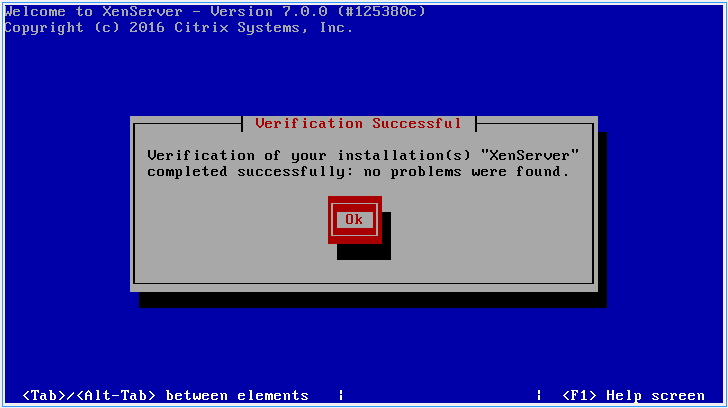 Welcome to XenServer - Version 7.0.0 (#125380c)
Copyright (c) 2016 Citrix Systems, Inc.
Verification Successful
Verification of your installation(s) "XenServer"
completed successfully: no problems were found.
Ok
<Tab>/<Alt-Tab> between elements | | <F1> Help screen